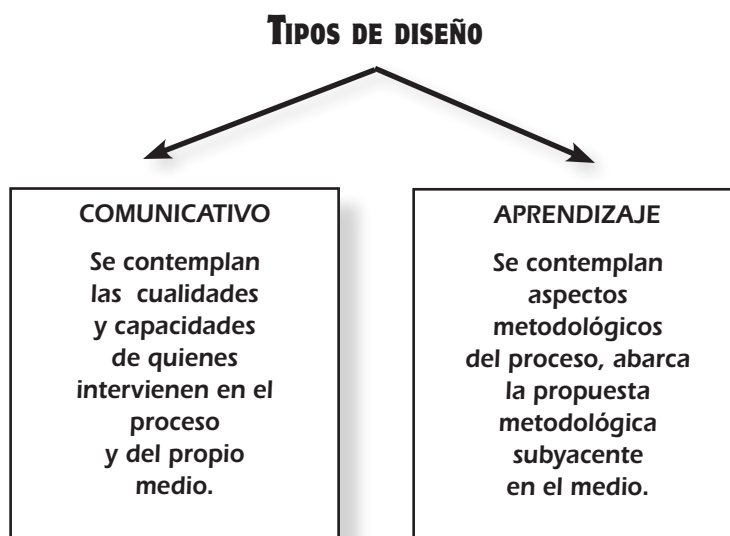 TIPOS DE DISEÑO
COMUNICATIVO
Se contemplan
las cualidades
y capacidades
de quienes
intervienen en el
proceso
y del propio
medio.
APRENDIZAJE
Se contemplan
aspectos
metodológicos
del proceso, abarca
la propuesta
metodológica
subyacente
en el medio.